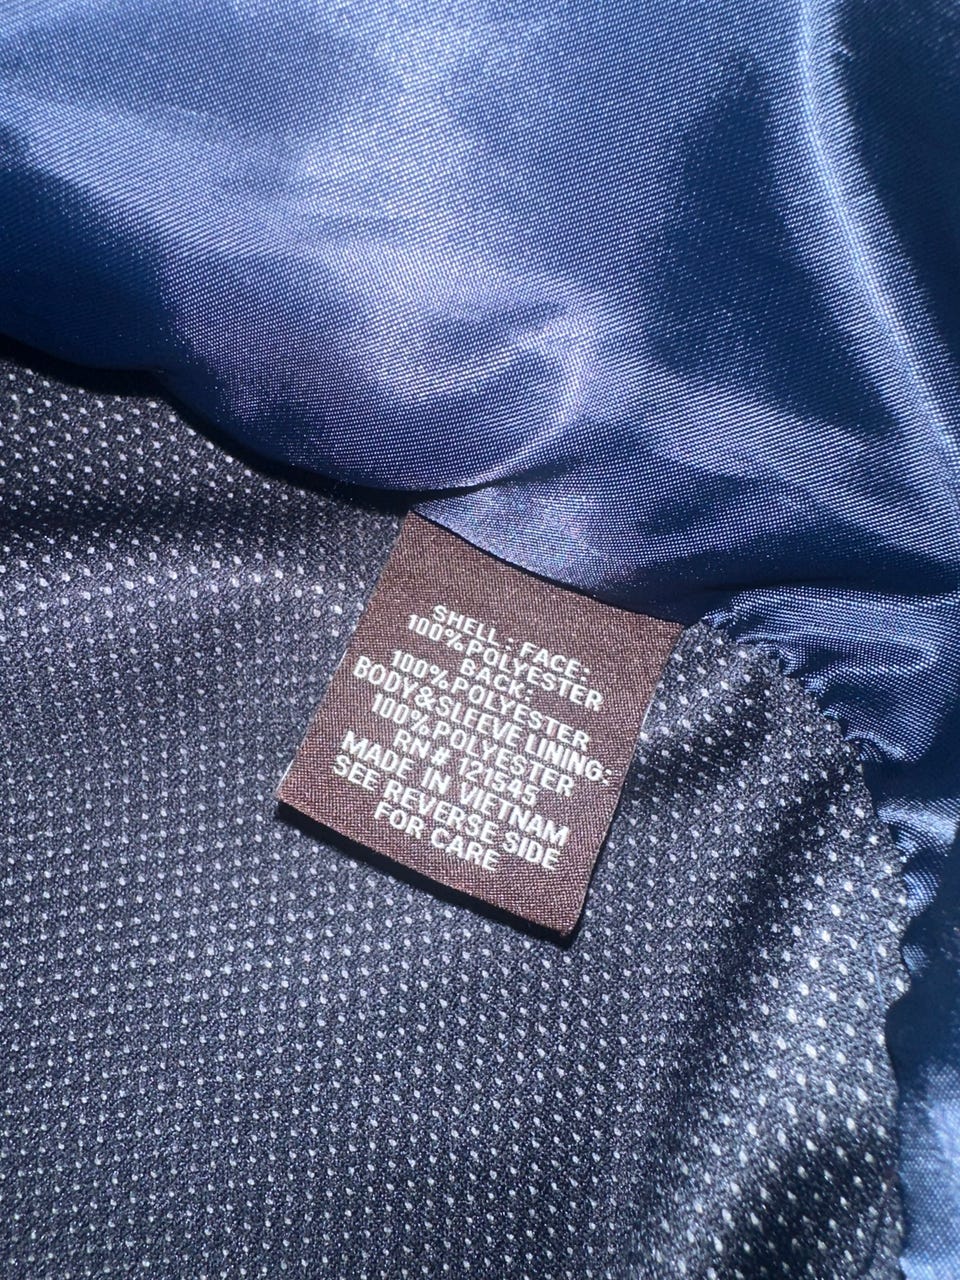 SHELL : FACE:
100% POLYESTER
BACK:
100% POLYESTER
BODY&SLEEVE LINING:
100% POLYESTER
RN# 121545
MADE IN VIETNAM
SEE REVERSE SIDE
FOR CARE